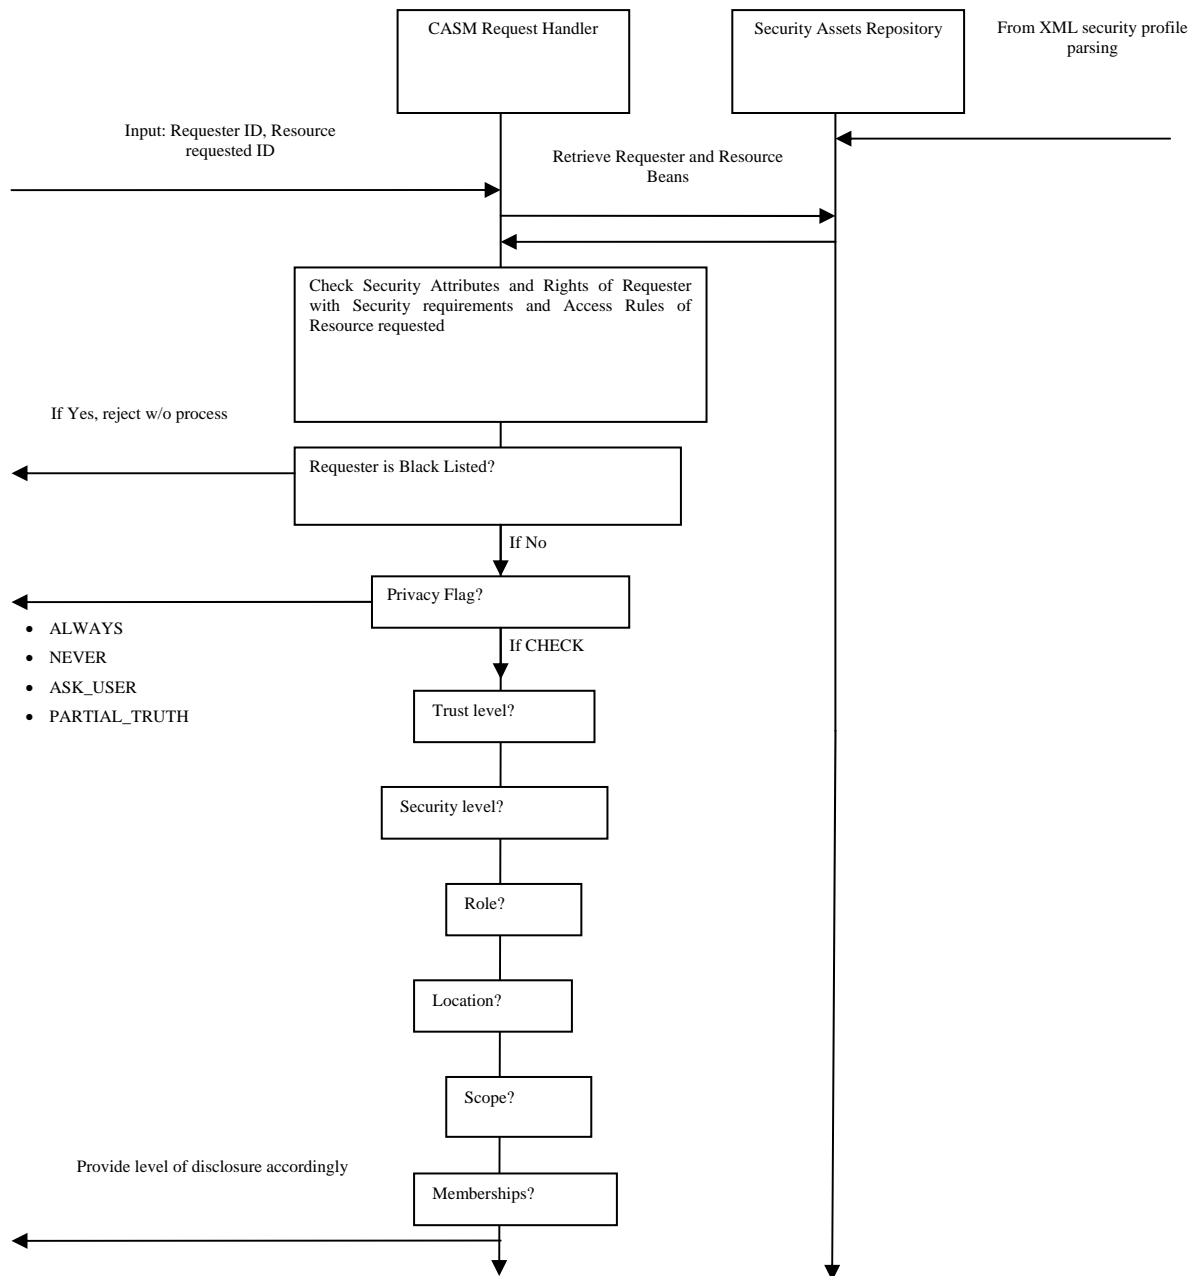 CASM Request Handler
Security Assets Repository
From XML security profile
parsing
Input: Requester ID, Resource
requested ID
Retrieve Requester and Resource
Beans
Check Security Attributes and Rights of Requester
with Security requirements and Access Rules of
Resource requested
If Yes, reject w/o process
Requester is Black Listed?
If No
Privacy Flag?
• ALWAYS
• NEVER
• ASK_USER
• PARTIAL_TRUTH
If CHECK
Trust level?
Security level?
Role?
Location?
Scope?
Provide level of disclosure accordingly
Memberships?